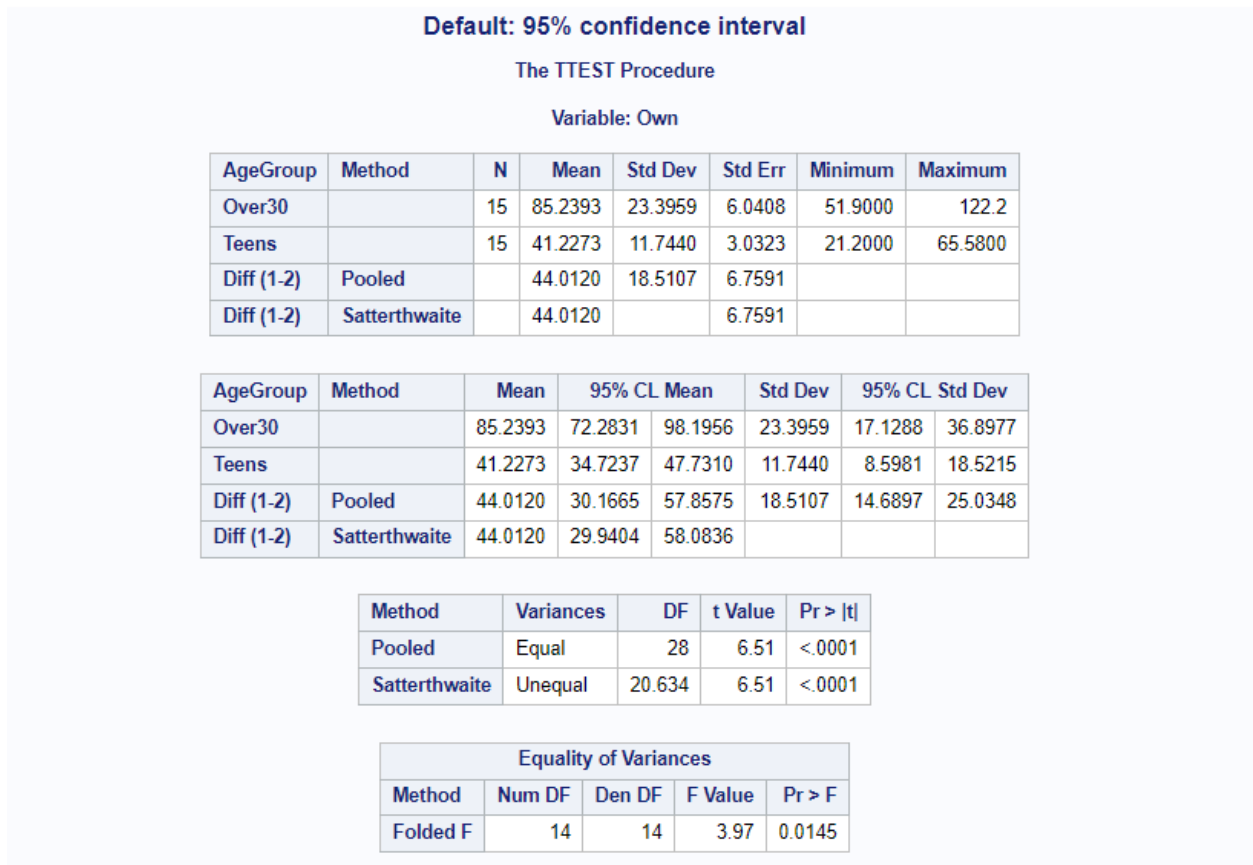 Default: 95% confidence interval
The TTEST Procedure
Variable: Own
AgeGroup Method N Mean Std Dev Std Err Minimum Maximum
Over30 15 85.2393 23.3959 6.0408 51.9000 122.2
Teens 15 41.2273 11.7440 3.0323 21.2000 65.5800
Diff (1-2) Pooled 44.0120 18.5107 6.7591
Diff (1-2) Satterthwaite 44.0120 6.7591
AgeGroup Method Mean 95% CL Mean Std Dev 95% CL Std Dev
Over30 85.2393 72.2831 98.1956 23.3959 17.1288 36.8977
Teens 41.2273 34.7237 47.7310 11.7440 8.5981 18.5215
Diff (1-2) Pooled 44.0120 30.1665 57.8575 18.5107 14.6897 25.0348
Diff (1-2) Satterthwaite 44.0120 29.9404 58.0836
Method Variances DF t Value Pr > |t|
Pooled Equal 28 6.51 <.0001
Satterthwaite Unequal 20.634 6.51 <.0001
Equality of Variances
Method Num DF Den DF F Value Pr > F
Folded F 14 14 3.97 0.0145